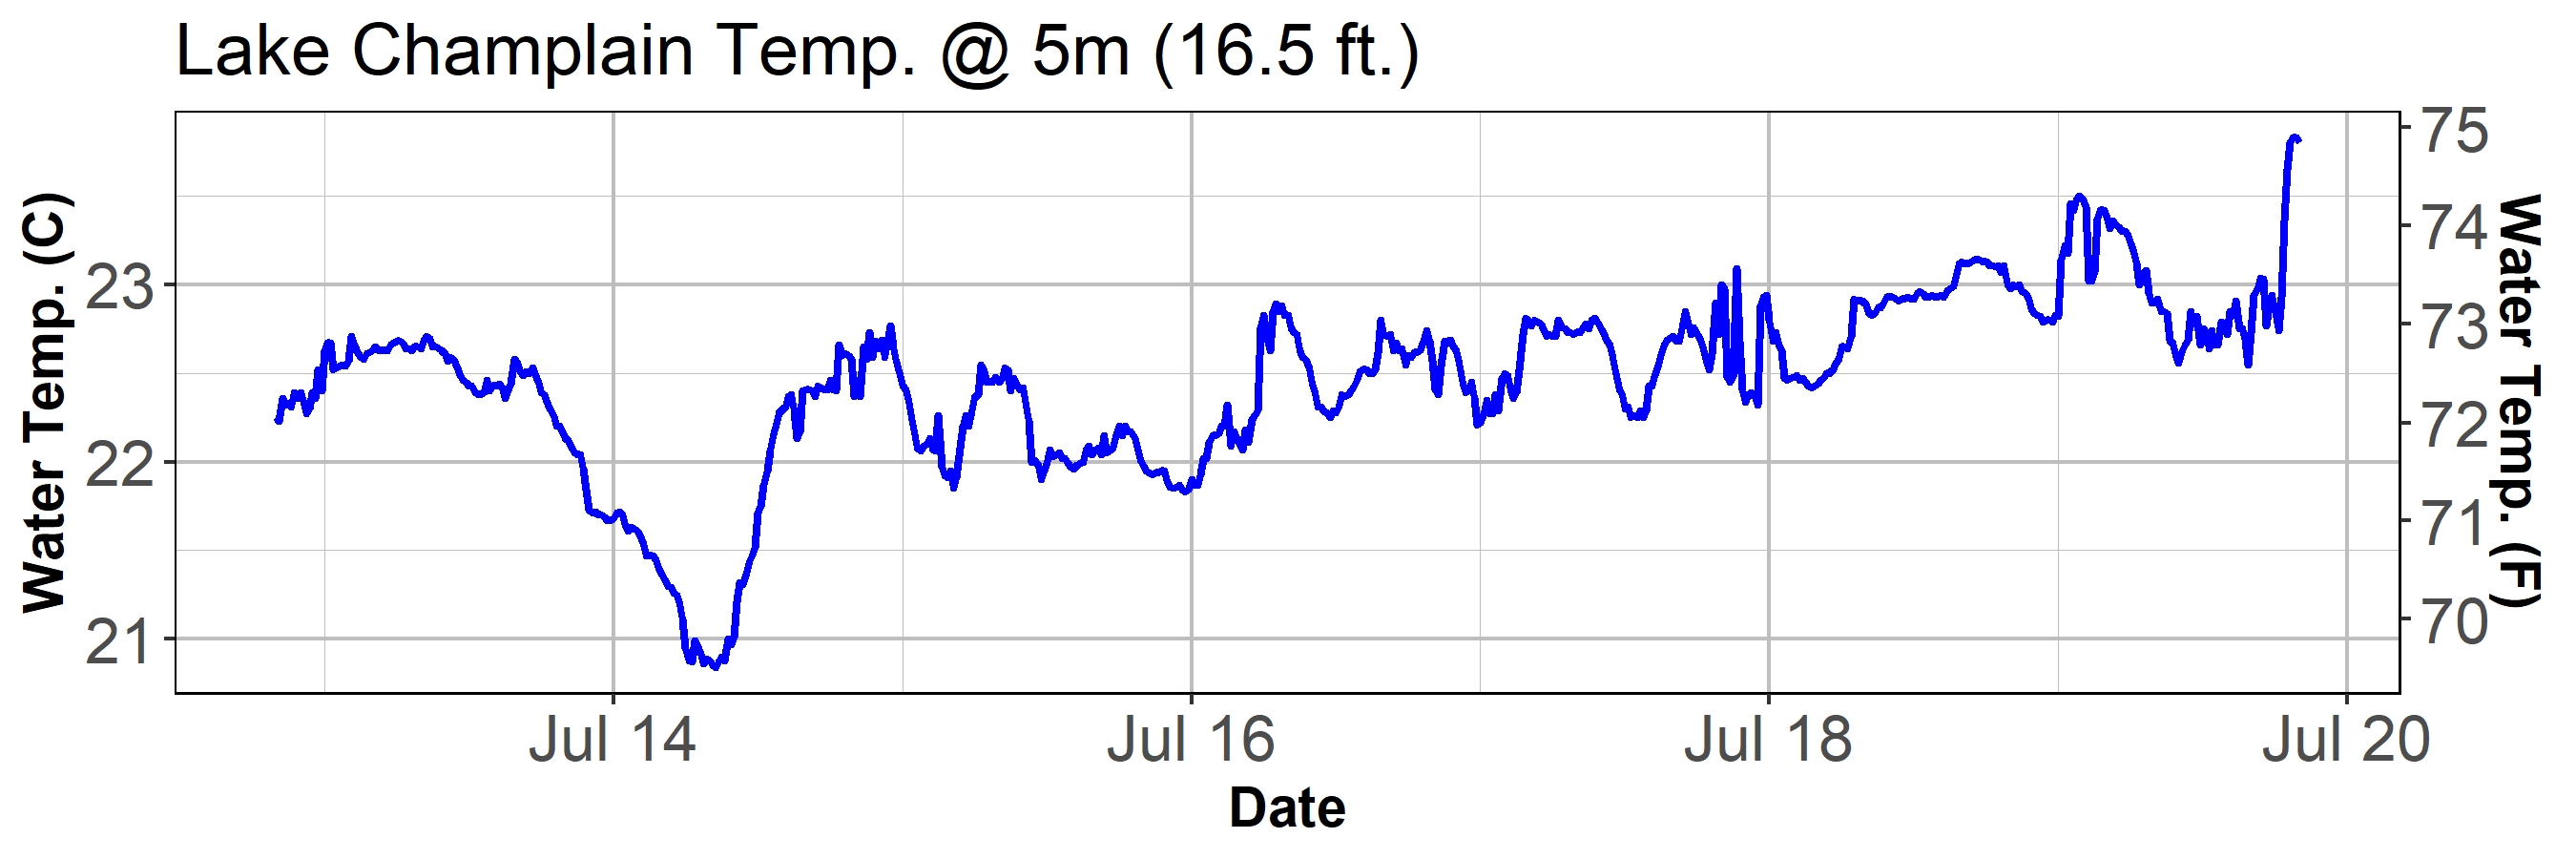 Lake Champlain Temp. @ 5m (16.5 ft.)
Water Temp. (C)
23
22
21
75
74
73
72
71
70
Water Temp. (F)
Jul 14 Jul 16 Jul 18 Jul 20
Date